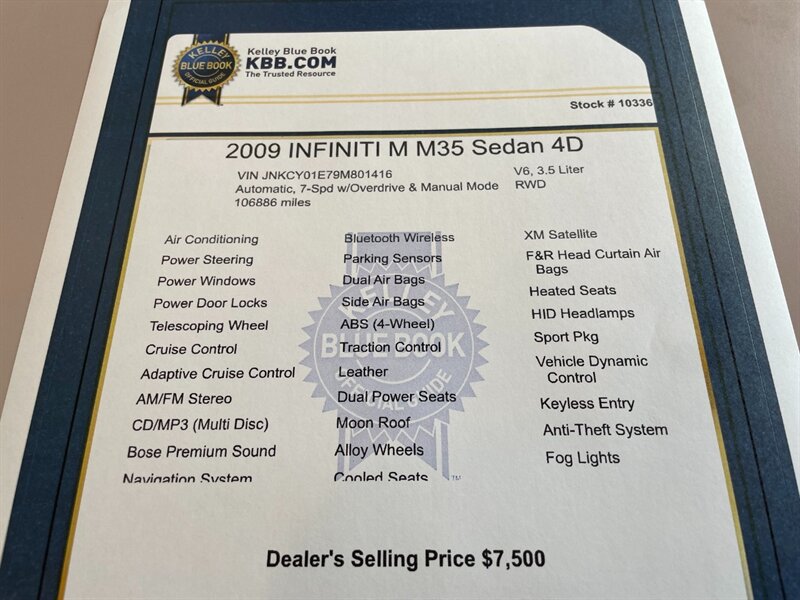 KELLEY
BLUE BOOK
OFFICIAL GUIDE
Kelley Blue Book
KBB.COM
The Trusted Resource
Stock # 10336
2009 INFINITI M M35 Sedan 4D
VIN JNKCY01E79M801416
Automatic, 7-Spd w/Overdrive & Manual Mode
106886 miles
V6, 3.5 Liter
RWD
Air Conditioning
Power Steering
Power Windows
Power Door Locks
Telescoping Wheel
Cruise Control
Adaptive Cruise Control
AM/FM Stereo
CD/MP3 (Multi Disc)
Bose Premium Sound
Navigation System
Bluetooth Wireless
Parking Sensors
Dual Air Bags
Side Air Bags
ABS (4-Wheel)
Traction Control
Leather
Dual Power Seats
Moon Roof
Alloy Wheels
Cooled Seats
XM Satellite
F&R Head Curtain Air
Bags
Heated Seats
HID Headlamps
Sport Pkg
Vehicle Dynamic
Control
Keyless Entry
Anti-Theft System
Fog Lights
KELLEY
BLUE BOOK
OFFICIAL GUIDE
TM
Dealer's Selling Price $7,500